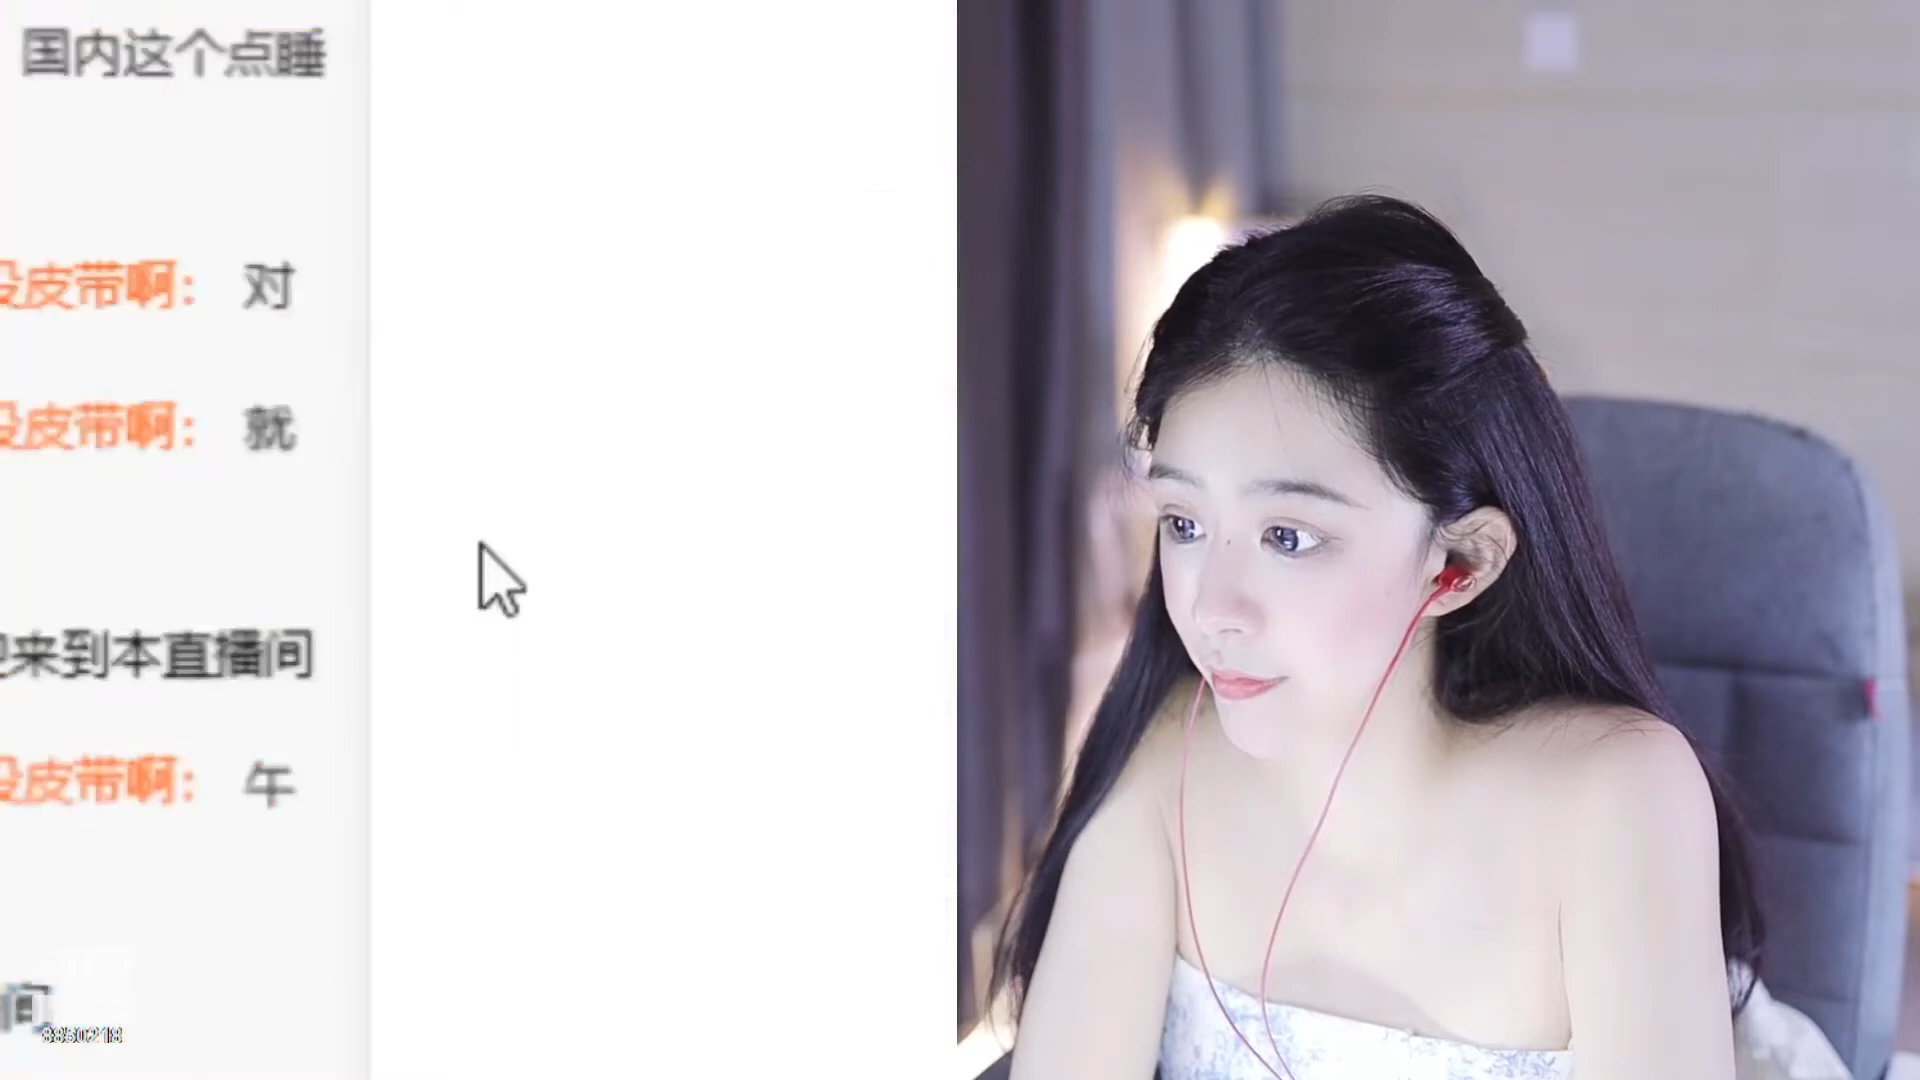 国内这个点睡
皮带啊： 对
皮带啊： 就
来到本直播间
皮带啊： 午
间
8850218